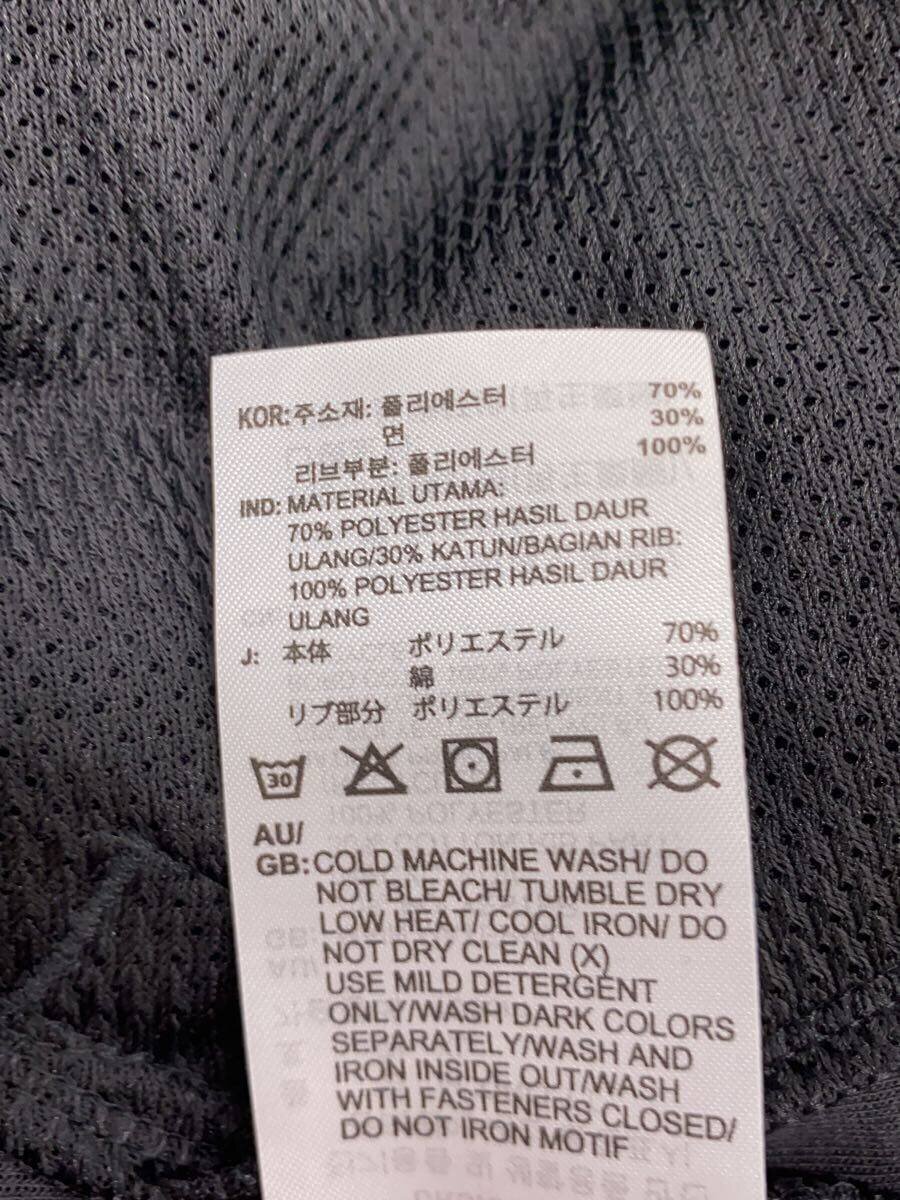 KOR: 주소재: 폴리에스터 70%
면 30%
리브부분: 폴리에스터 100%
IND: MATERIAL UTAMA:
70% POLYESTER HASIL DAUR
ULANG/30% KATUN/BAGIAN RIB:
100% POLYESTER HASIL DAUR
ULANG
J: 本体 ポリエステル 70%
綿 30%
リブ部分 ポリエステル 100%
30
AU/
GB: COLD MACHINE WASH/ DO
NOT BLEACH/ TUMBLE DRY
LOW HEAT/ COOL IRON/ DO
NOT DRY CLEAN (X)
USE MILD DETERGENT
ONLY/WASH DARK COLORS
SEPARATELY/WASH AND
IRON INSIDE OUT/WASH
WITH FASTENERS CLOSED/
DO NOT IRON MOTIF